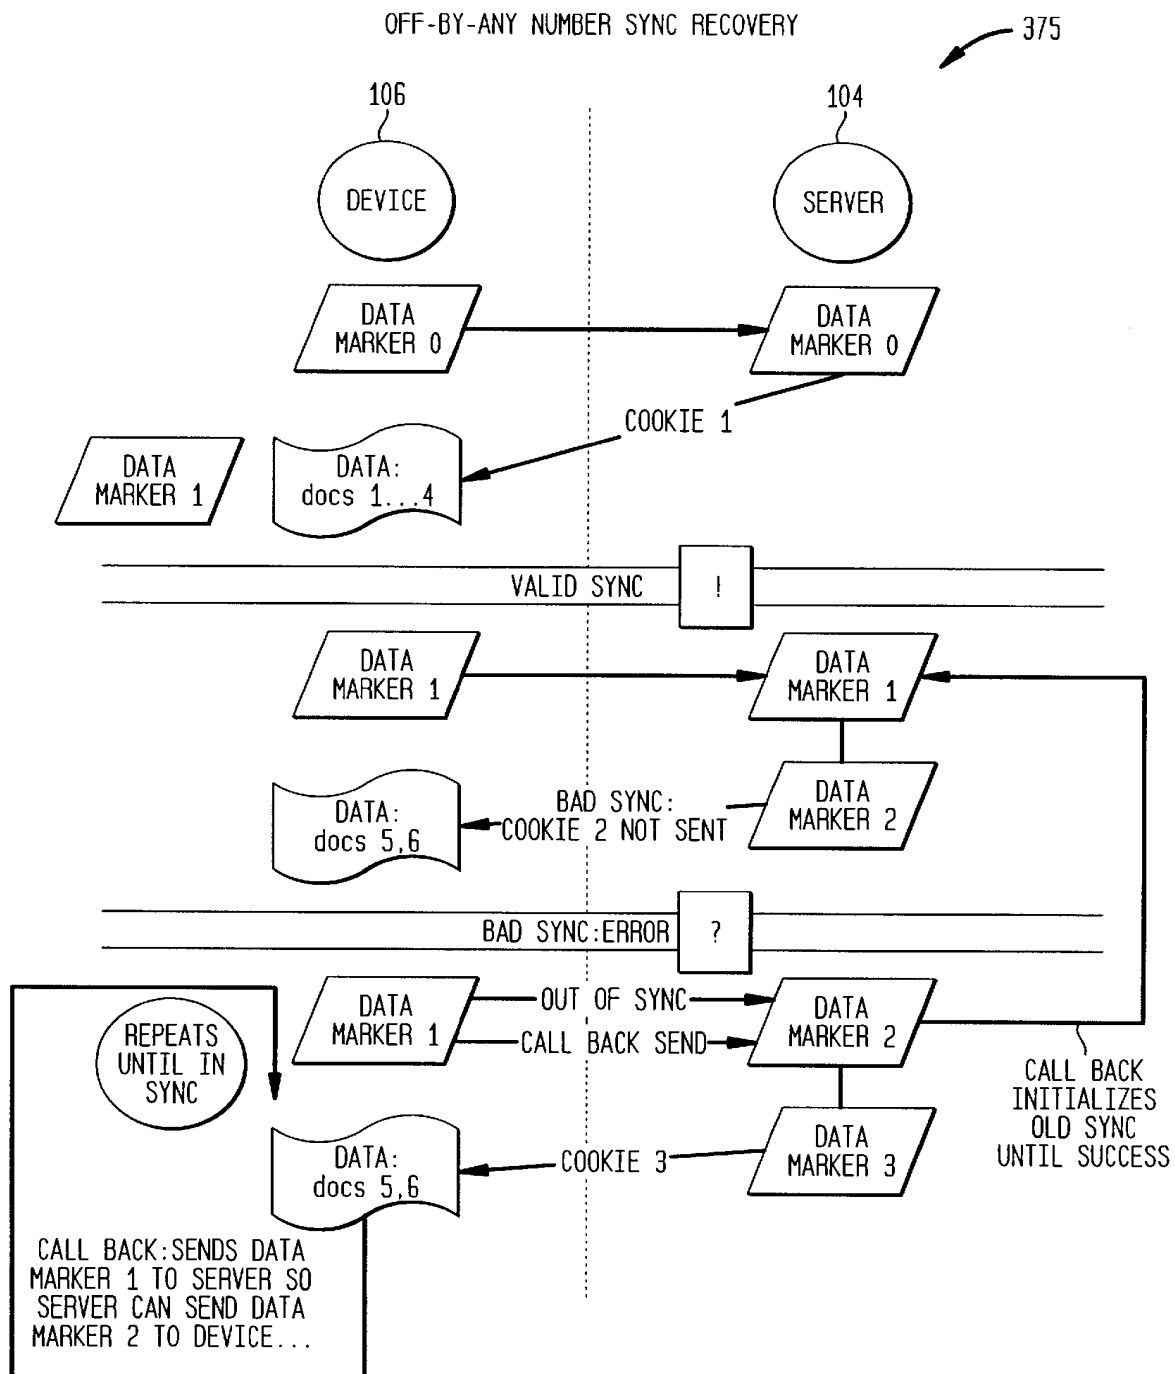 OFF-BY-ANY NUMBER SYNC RECOVERY
375
106
104
DEVICE
SERVER
DATA
MARKER 0
DATA
MARKER 0
COOKIE 1
DATA
MARKER 1
DATA:
docs 1...4
VALID SYNC
!
DATA
MARKER 1
DATA
MARKER 1
DATA:
docs 5,6
BAD SYNC:
COOKIE 2 NOT SENT
DATA
MARKER 2
BAD SYNC:ERROR
?
REPEATS
UNTIL IN
SYNC
DATA
MARKER 1
OUT OF SYNC
CALL BACK SEND
DATA
MARKER 2
CALL BACK
INITIALIZES
OLD SYNC
UNTIL SUCCESS
DATA:
docs 5,6
COOKIE 3
DATA
MARKER 3
CALL BACK:SENDS DATA
MARKER 1 TO SERVER SO
SERVER CAN SEND DATA
MARKER 2 TO DEVICE...